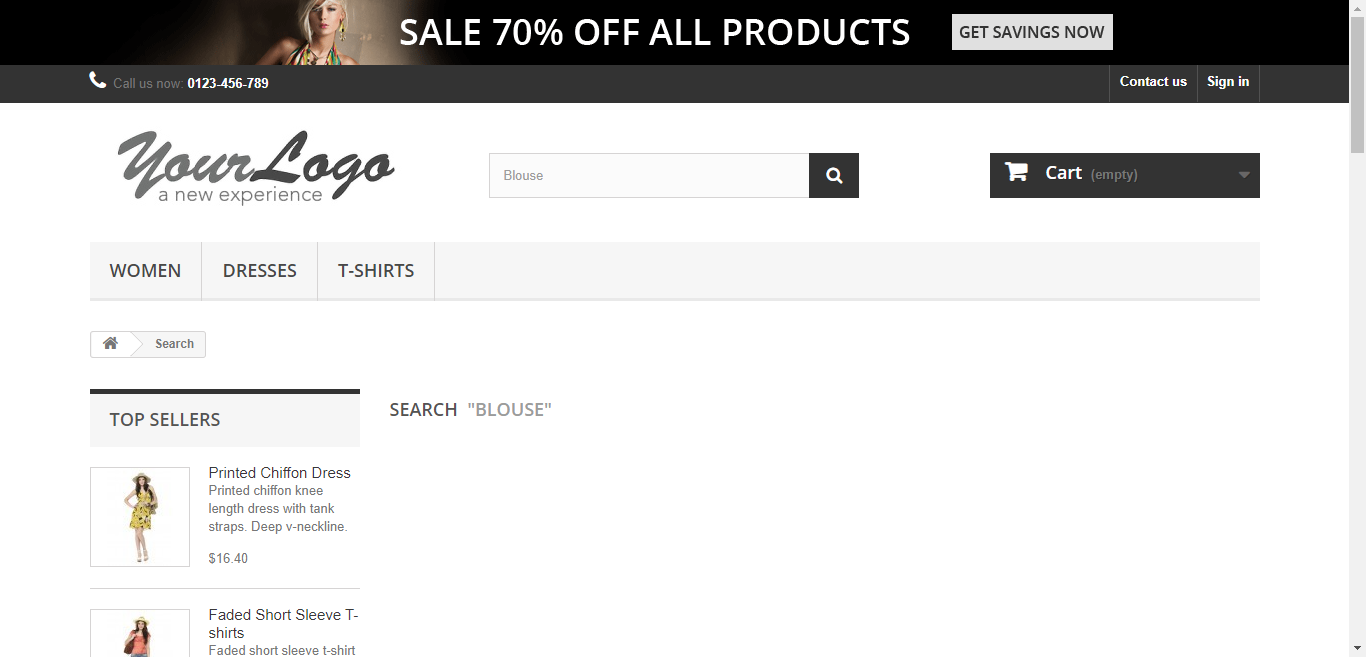 SALE 70% OFF ALL PRODUCTS
GET SAVINGS NOW
Call us now: 0123-456-789
Contact us
Sign in
YourLogo
a new experience
Blouse
Cart (empty)
WOMEN
DRESSES
T-SHIRTS
Search
TOP SELLERS
Printed Chiffon Dress
Printed chiffon knee
length dress with tank
straps. Deep v-neckline.
$16.40
Faded Short Sleeve T-
shirts
Faded short sleeve t-shirt
SEARCH "BLOUSE"